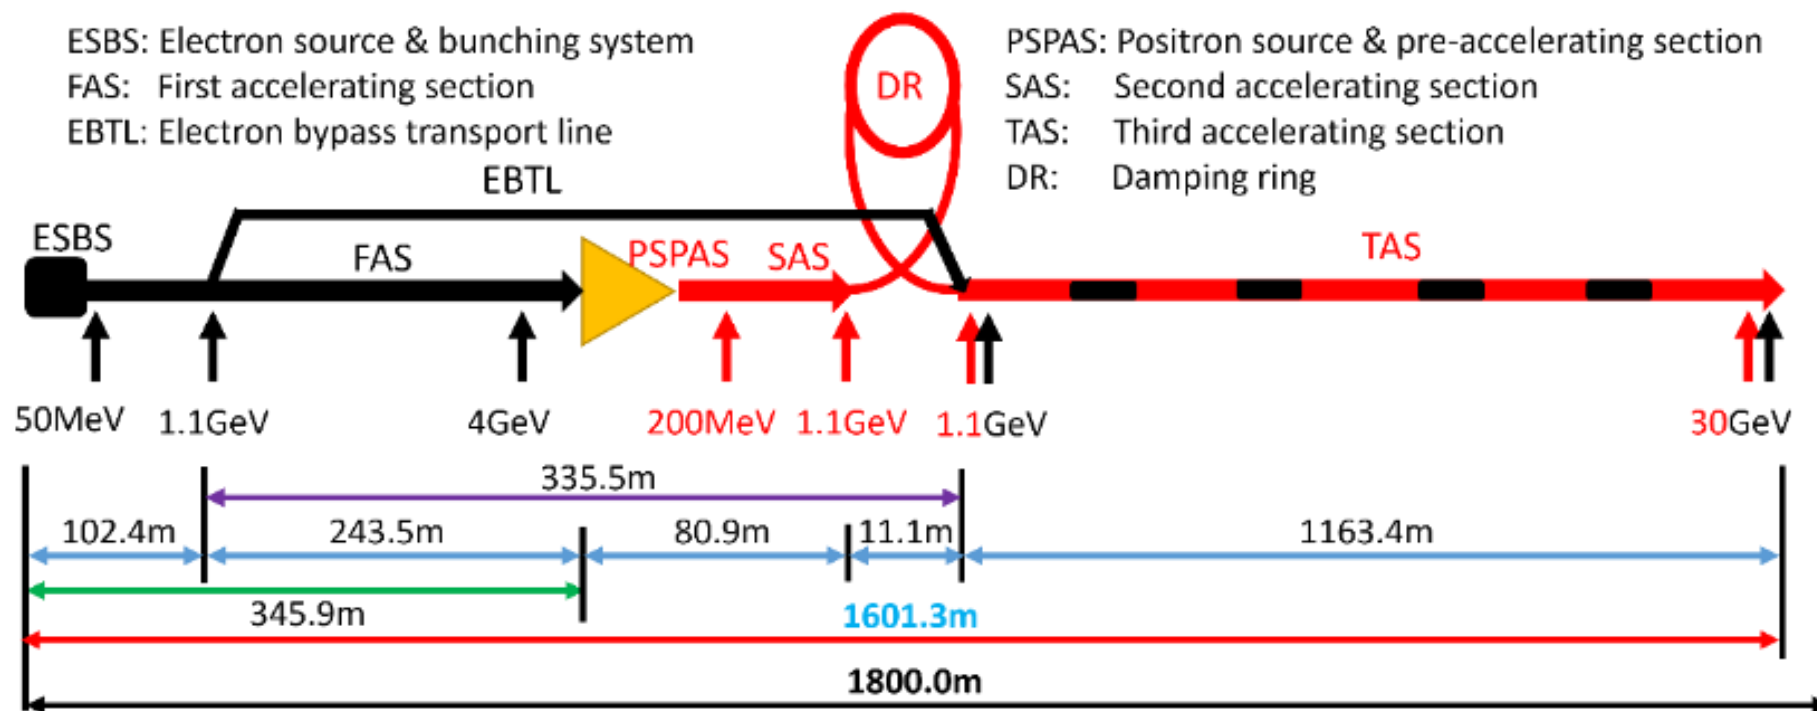 ESBS: Electron source & bunching system
FAS: First accelerating section
EBTL: Electron bypass transport line
PSPAS: Positron source & pre-accelerating section
SAS: Second accelerating section
TAS: Third accelerating section
DR: Damping ring
DR
EBTL
ESBS
FAS
PSPAS
SAS
TAS
50MeV
1.1GeV
4GeV
200MeV
1.1GeV
1.1GeV
30GeV
335.5m
102.4m
243.5m
80.9m
11.1m
1163.4m
345.9m
1601.3m
1800.0m